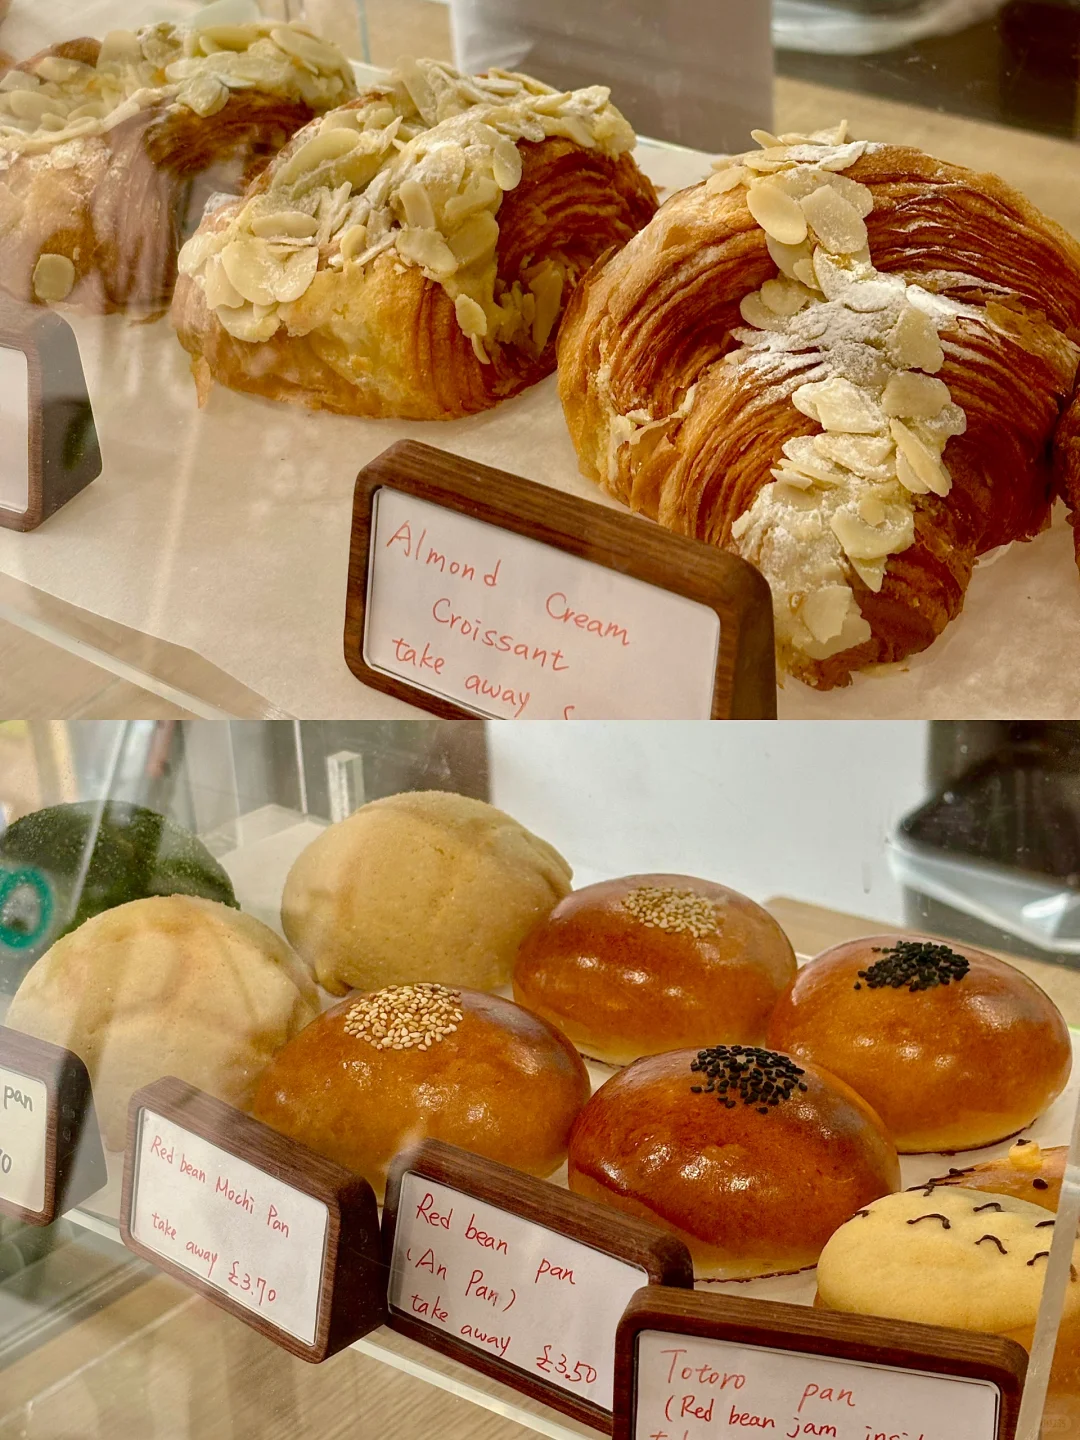 Almond Cream
Croissant
take away
pan
Red bean Mochi Pan
take away £3.70
Red bean pan
(An Pan)
take away £3.50
Totoro pan
(Red bean jam